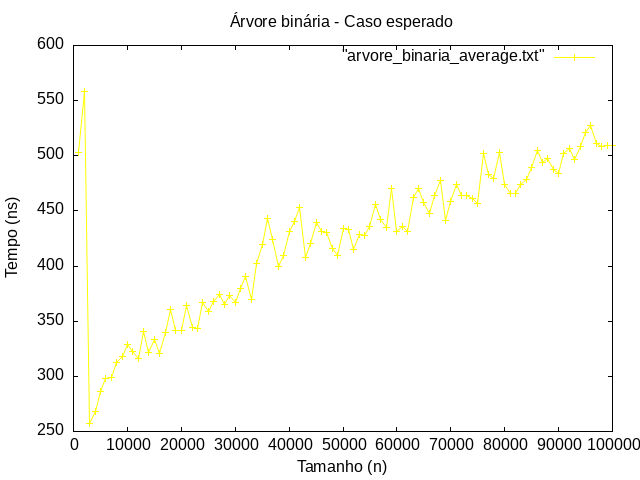 Árvore binária - Caso esperado
600
550
500
450
400
350
300
250
Tempo (ns)
"arvore_binaria_average.txt"
0 10000 20000 30000 40000 50000 60000 70000 80000 90000 100000
Tamanho (n)